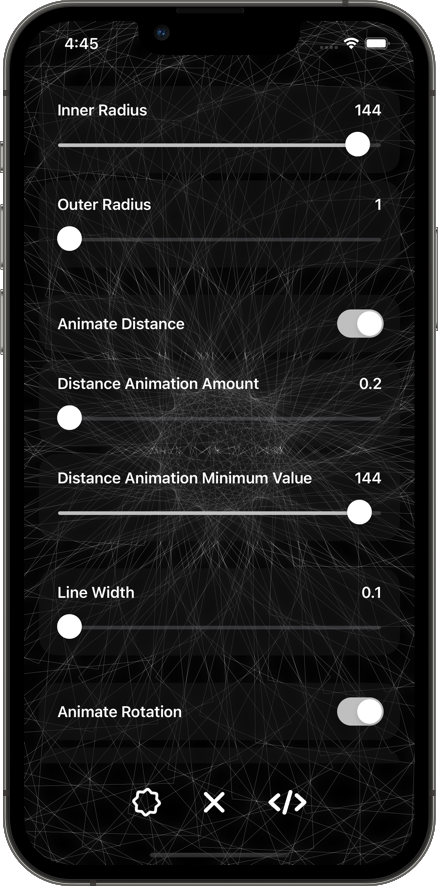 4:45
Inner Radius 144
Outer Radius 1
Animate Distance
Distance Animation Amount 0.2
Distance Animation Minimum Value 144
Line Width 0.1
Animate Rotation